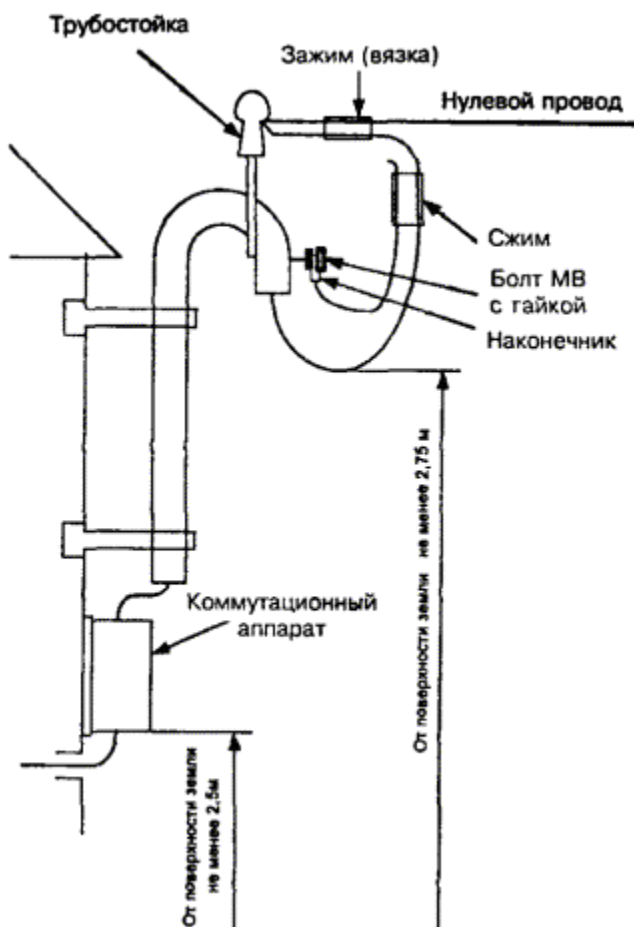 Трубостойка
Зажим (вязка)
Нулевой провод
Сжим
Болт МВ
с гайкой
Наконечник
От поверхности земли не менее 2,75 м
Коммутационный
аппарат
От поверхности земли
не менее 2,5м